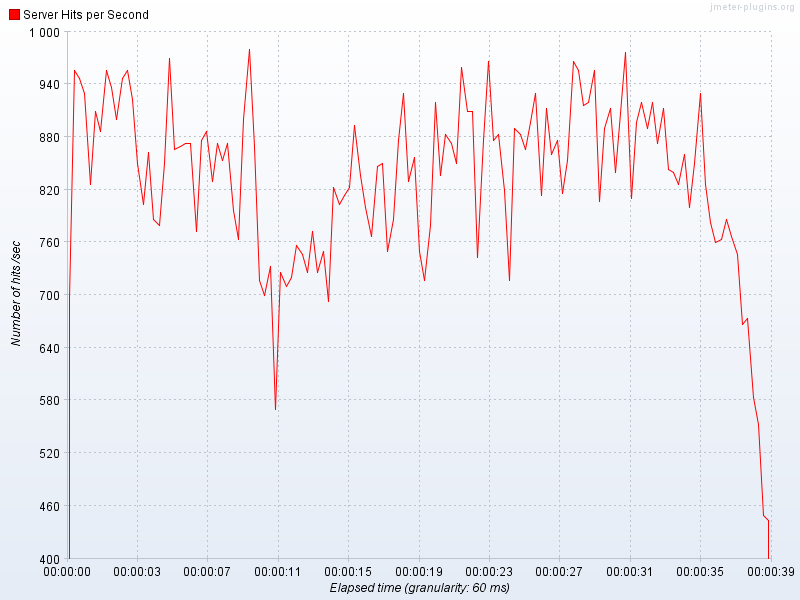 jmeter-plugins.org
Server Hits per Second
1 000
940
880
820
760
700
640
580
520
460
400
Number of hits /sec
00:00:00 00:00:03 00:00:07 00:00:11 00:00:15 00:00:19 00:00:23 00:00:27 00:00:31 00:00:35 00:00:39
Elapsed time (granularity: 60 ms)